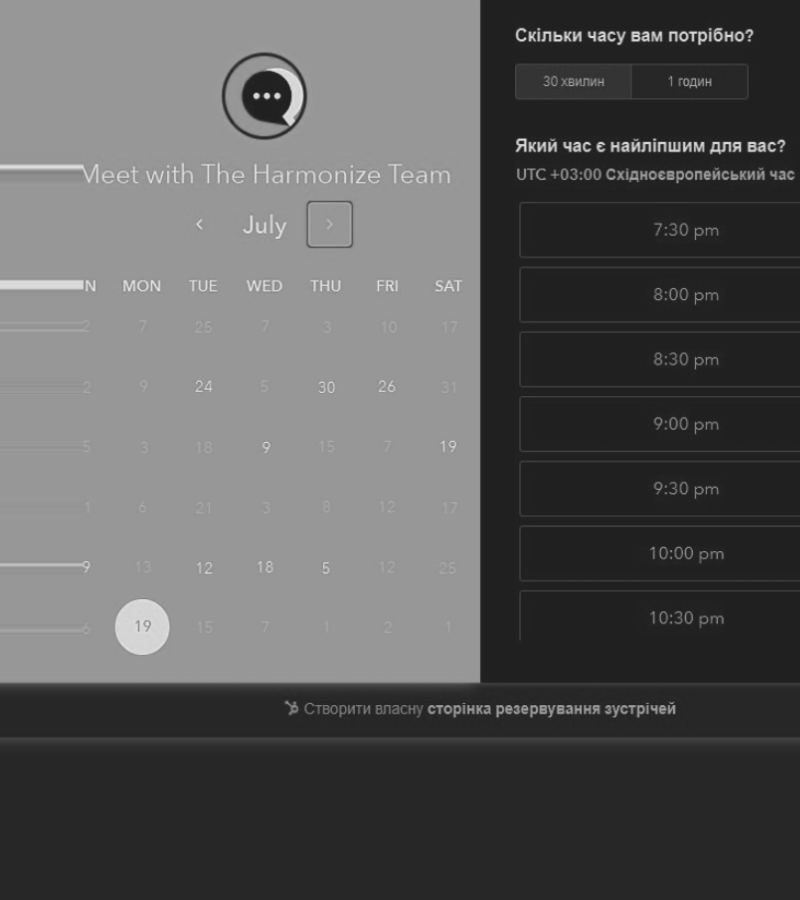 Meet with The Harmonize Team
July
N MON TUE WED THU FRI SAT
2 7 25 7 3 10 17
2 9 24 5 30 26 31
5 3 18 9 15 7 19
1 6 21 3 8 12 17
9 13 12 18 5 12 25
6 19 15 7 1 2 1
Скільки часу вам потрібно?
30 хвилин 1 годин
Який час є найліпшим для вас?
UTC +03:00 Східноєвропейський час
7:30 pm
8:00 pm
8:30 pm
9:00 pm
9:30 pm
10:00 pm
10:30 pm
Створити власну сторінка резервування зустрічей